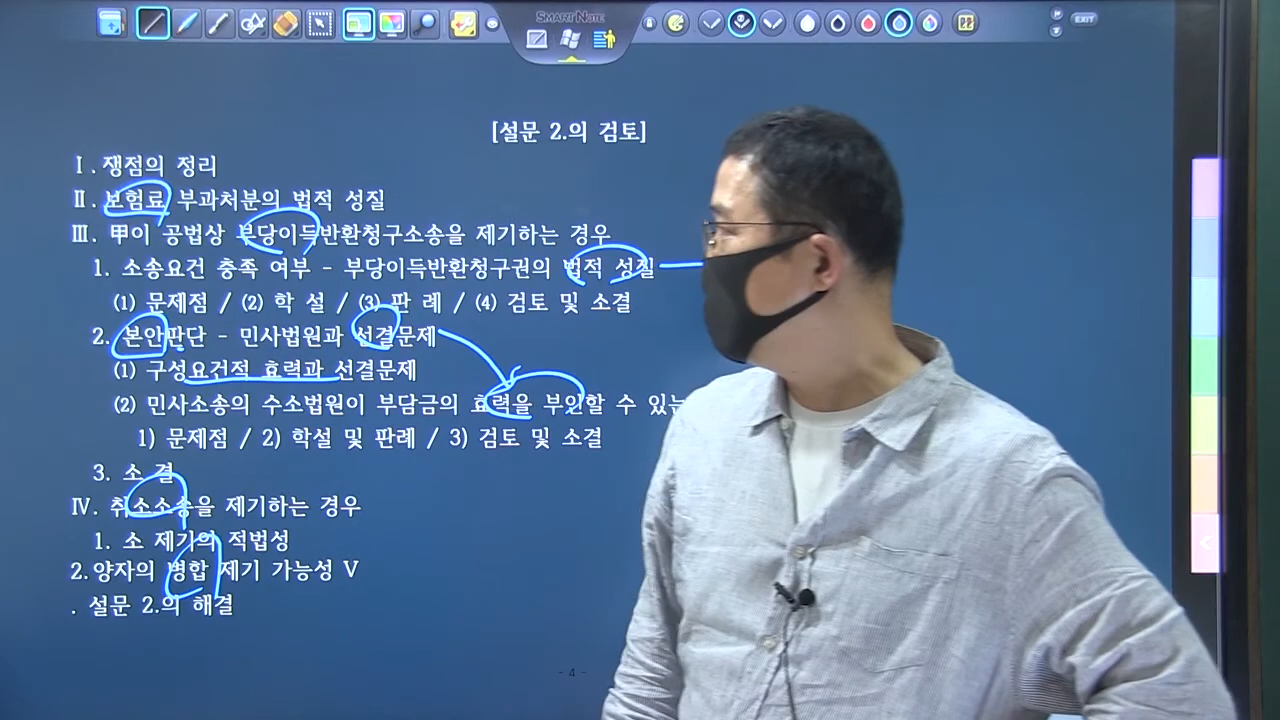 SMART NOTE
EXIT
[설문 2.의 검토]
Ⅰ. 쟁점의 정리
Ⅱ. 보험료 부과처분의 법적 성질
Ⅲ. 甲이 공법상 부당이득반환청구소송을 제기하는 경우
1. 소송요건 충족 여부 - 부당이득반환청구권의 법적 성질
(1) 문제점 / (2) 학 설 / (3) 판 례 / (4) 검토 및 소결
2. 본안판단 - 민사법원과 선결문제
(1) 구성요건적 효력과 선결문제
(2) 민사소송의 수소법원이 부담금의 효력을 부인할 수 있는
1) 문제점 / 2) 학설 및 판례 / 3) 검토 및 소결
3. 소 결
Ⅳ. 취소소송을 제기하는 경우
1. 소 제기의 적법성
2. 양자의 병합 제기 가능성 Ⅴ
. 설문 2.의 해결
- 4 -